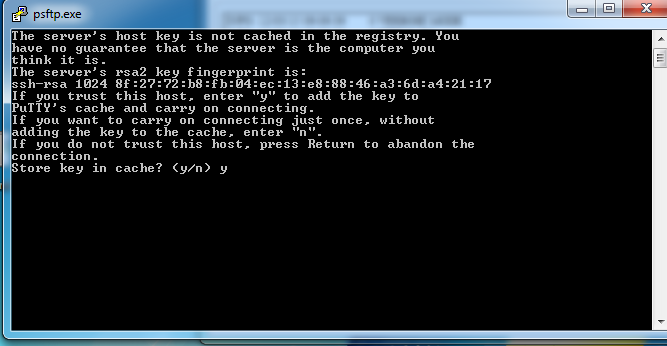 psftp.exe
The server's host key is not cached in the registry. You
have no guarantee that the server is the computer you
think it is.
The server's rsa2 key fingerprint is:
ssh-rsa 1024 8f:27:72:b8:fb:04:ec:13:e8:88:46:a3:6d:a4:21:17
If you trust this host, enter "y" to add the key to
PuTTY's cache and carry on connecting.
If you want to carry on connecting just once, without
adding the key to the cache, enter "n".
If you do not trust this host, press Return to abandon the
connection.
Store key in cache? (y/n) y